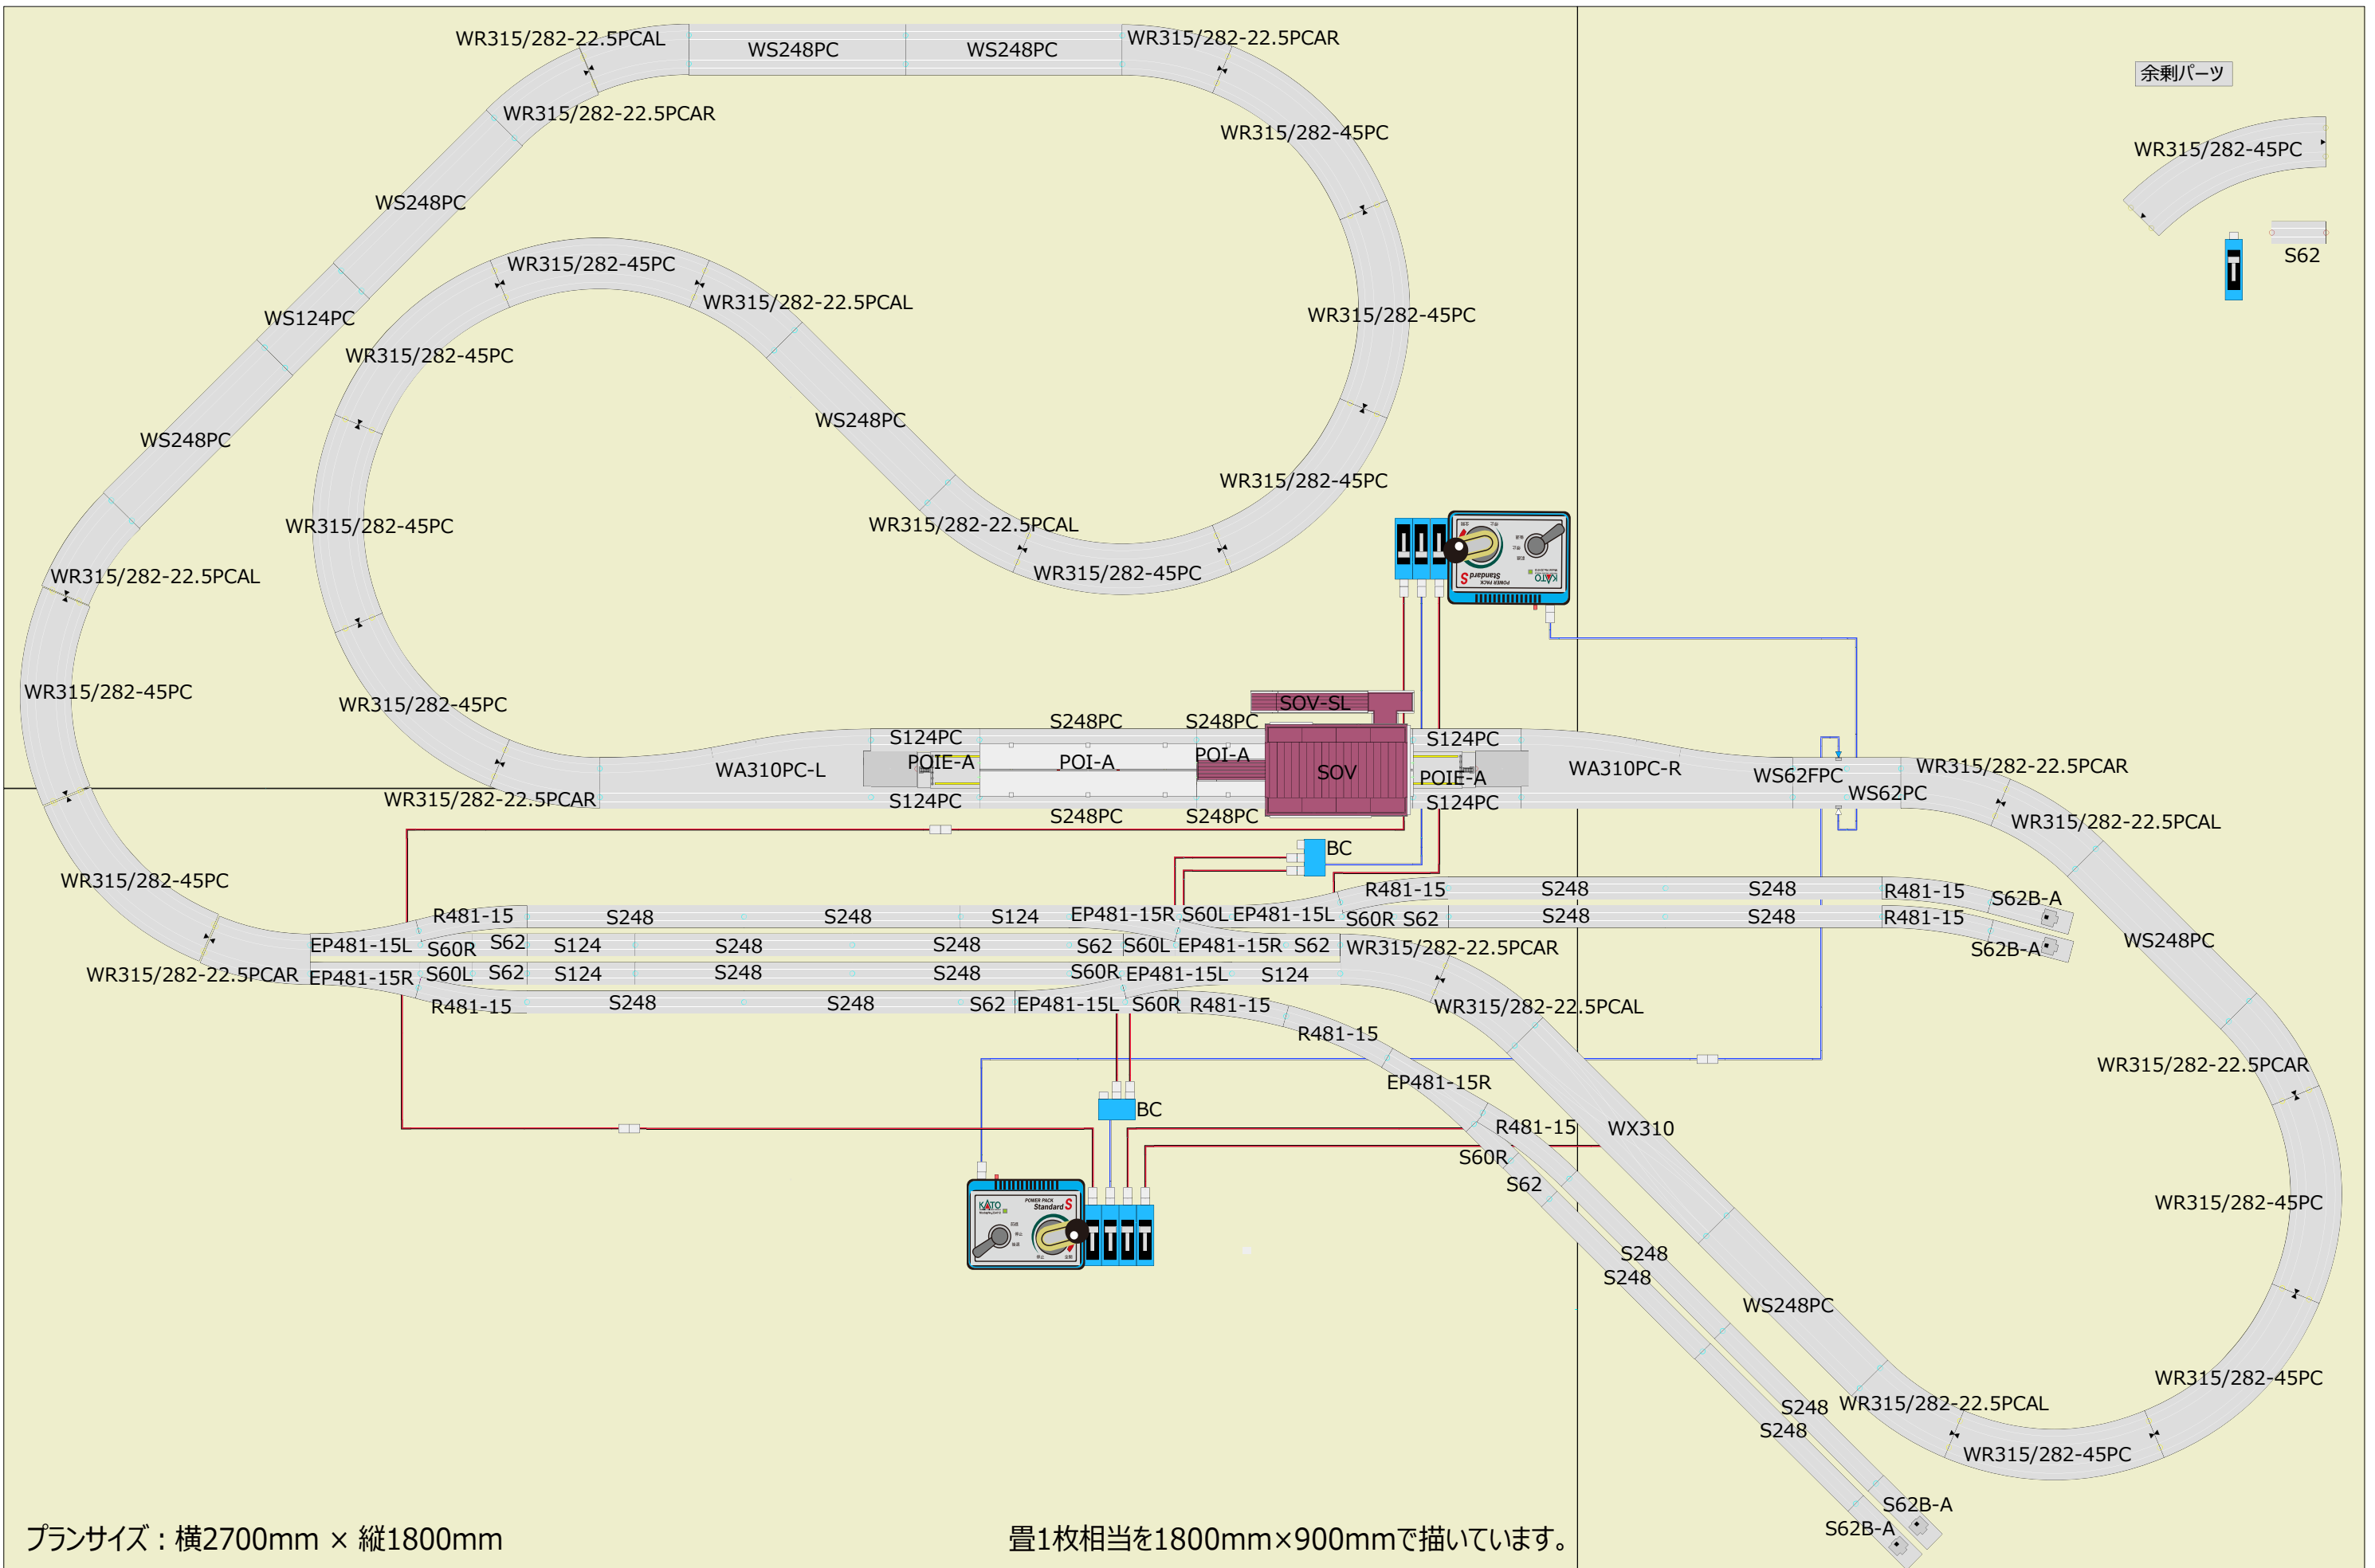 WR315/282-22.5PCAL
WS248PC
WS248PC
WR315/282-22.5PCAR
余剰パーツ
WR315/282-22.5PCAR
WR315/282-45PC
WR315/282-45PC
WS248PC
S62
WR315/282-45PC
WR315/282-22.5PCAL
WR315/282-45PC
WS124PC
WR315/282-45PC
WS248PC
WS248PC
WR315/282-45PC
WR315/282-45PC
WR315/282-22.5PCAL
WR315/282-45PC
WR315/282-22.5PCAL
POWER PACK
Standard S
KATO
WR315/282-45PC
WR315/282-45PC
SOV-SL
S248PC
S248PC
S124PC
S124PC
POIE-A
POI-A
POI-A
SOV
POIE-A
WA310PC-L
WA310PC-R
WS62FPC
WR315/282-22.5PCAR
WS62PC
WR315/282-22.5PCAR
S124PC
S248PC
S248PC
S124PC
WR315/282-22.5PCAL
BC
WR315/282-45PC
R481-15
S248
S248
R481-15
S62B-A
R481-15
S248
S248
S124
EP481-15R
S60L
EP481-15L
S60R
S62
S248
S248
R481-15
S62B-A
EP481-15L
S60R
S62
S124
S248
S248
S62
S60L
EP481-15R
S62
WR315/282-22.5PCAR
WS248PC
WR315/282-22.5PCAR
EP481-15R
S60L
S62
S124
S248
S248
S60R
EP481-15L
S124
R481-15
S248
S248
S62
EP481-15L
S60R
R481-15
WR315/282-22.5PCAL
R481-15
WR315/282-22.5PCAR
EP481-15R
BC
R481-15
WX310
S60R
S62
WR315/282-45PC
KATO
POWER PACK
Standard S
S248
S248
WS248PC
WR315/282-45PC
S248
WR315/282-22.5PCAL
S248
WR315/282-45PC
S62B-A
S62B-A
プランサイズ：横2700mm × 縦1800mm
畳1枚相当を1800mm×900mmで描いています。